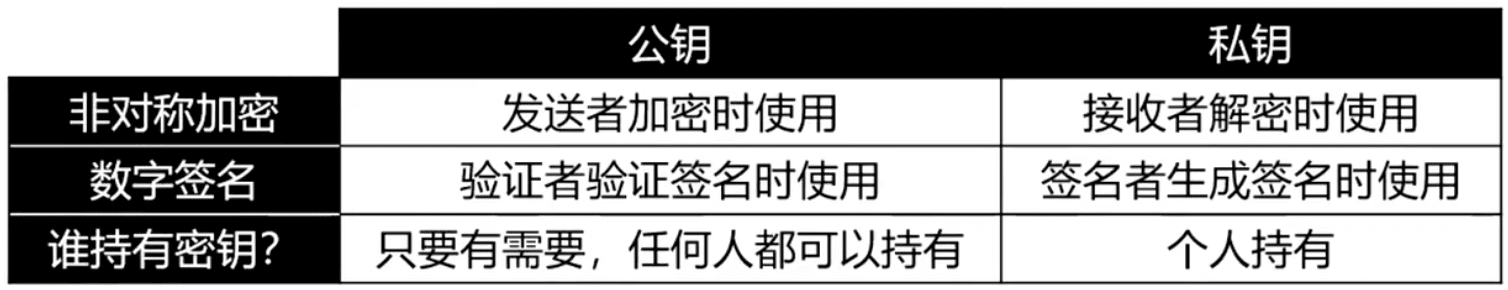 公钥 私钥
非对称加密 发送者加密时使用 接收者解密时使用
数字签名 验证者验证签名时使用 签名者生成签名时使用
谁持有密钥? 只要有需要，任何人都可以持有 个人持有